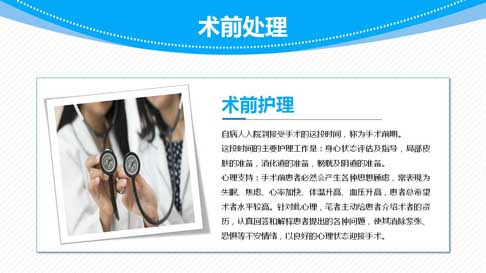 术前处理
术前护理
自病人入院到接受手术的这段时间，称为手术前期。
这段时间的主要护理工作是：身心状态评估及指导，局部皮
肤的准备，消化道的准备，膀胱及阴道的准备。
心理支持：手术前患者必然会产生各种思想顾虑，常表现为
失眠、焦虑、心率加快、体温升高、血压升高，患者总希望
术者水平较高。针对此心理，笔者主动给患者介绍术者的资
历，认真回答和解释患者提出的各种问题，使其消除紧张、
恐惧等不安情绪，以良好的心理状态迎接手术。